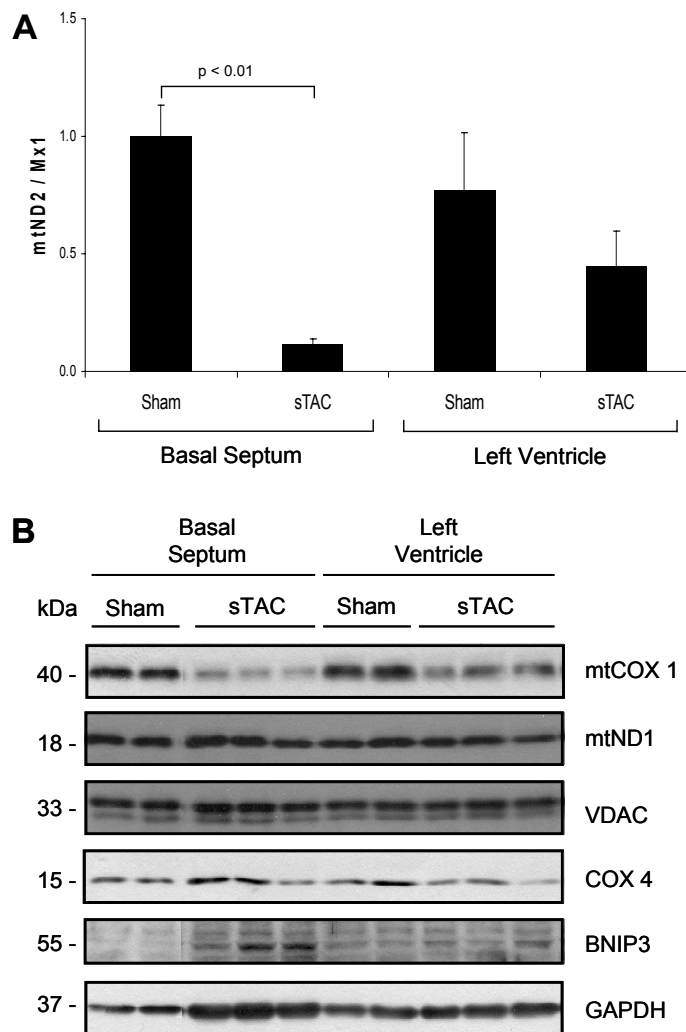 A
1.5
p < 0.01
1.0
mtND2 / Mx1
0.5
0.0
Sham sTAC Sham sTAC
Basal Septum Left Ventricle
B
Basal Septum Left Ventricle
kDa Sham sTAC Sham sTAC
40 - mtCOX 1
18 - mtND1
33 - VDAC
15 - COX 4
55 - BNIP3
37 - GAPDH